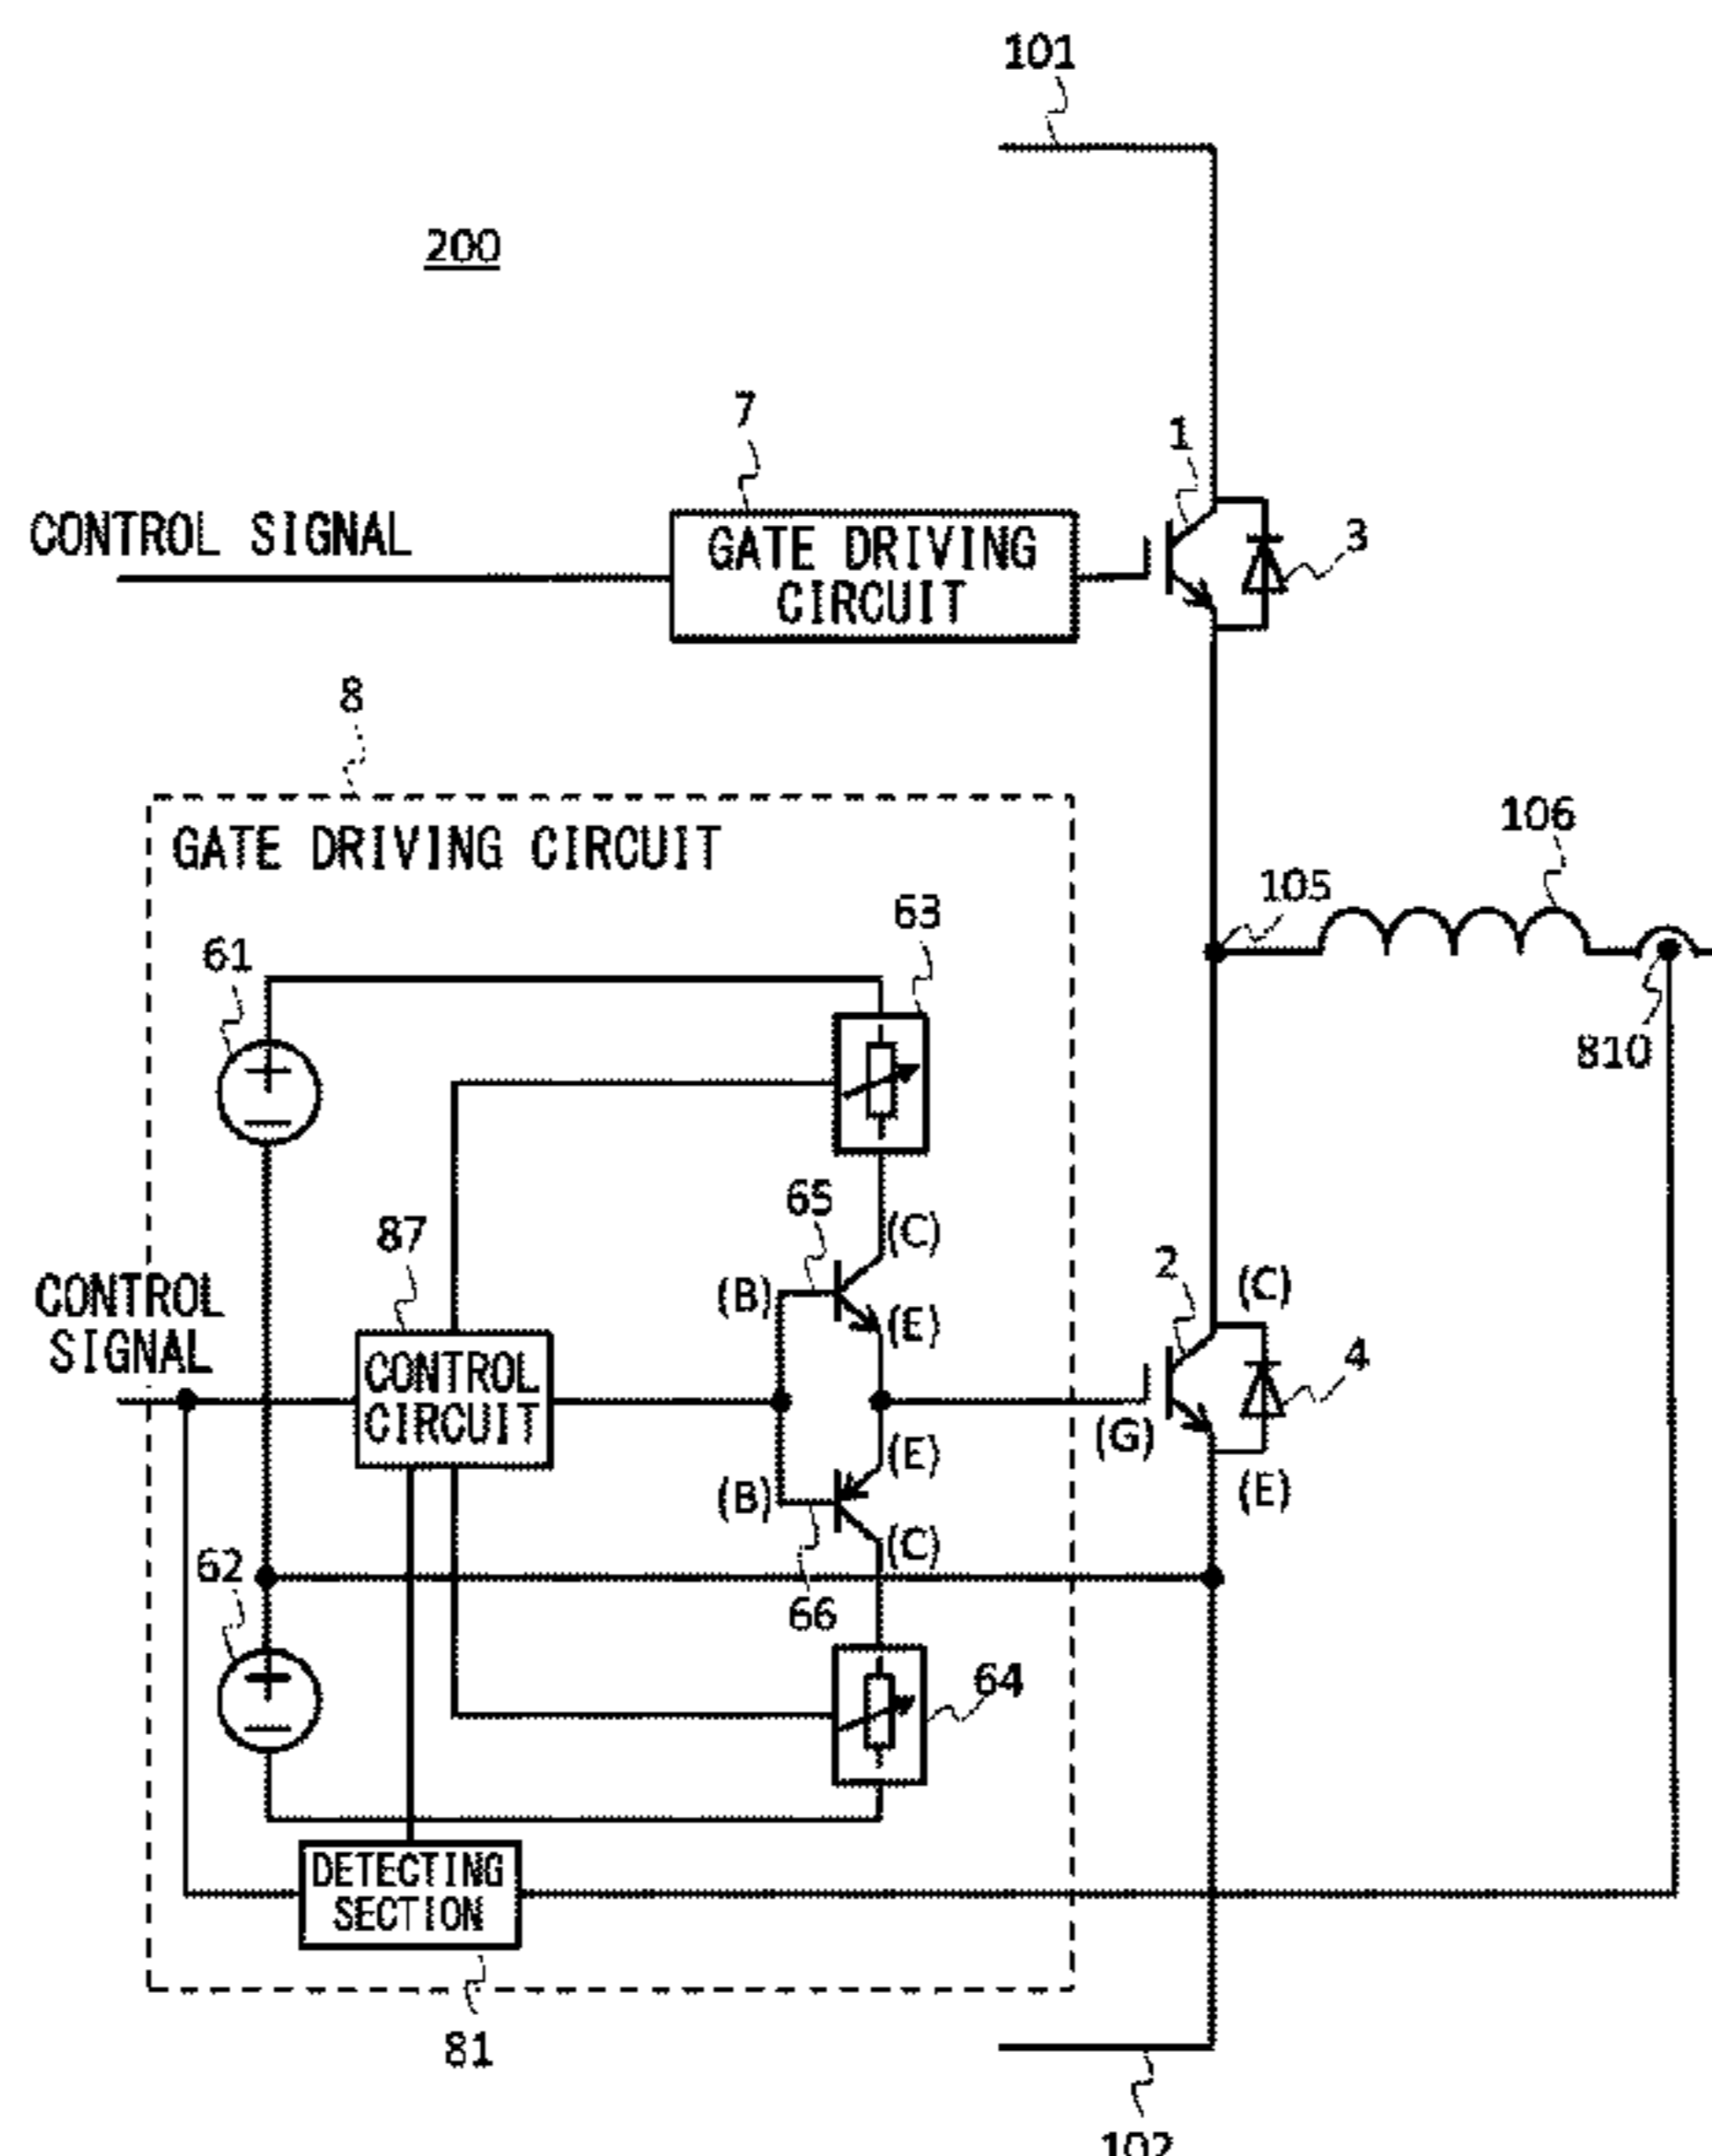 101
200
7
1
CONTROL SIGNAL
GATE DRIVING
CIRCUIT
3
8
GATE DRIVING CIRCUIT
106
105
63
61
810
65
(C)
87
(B)
(E)
2
(C)
CONTROL
SIGNAL
CONTROL
CIRCUIT
4
(G)
(E)
(B)
(E)
(C)
62
66
64
DETECTING
SECTION
81
102